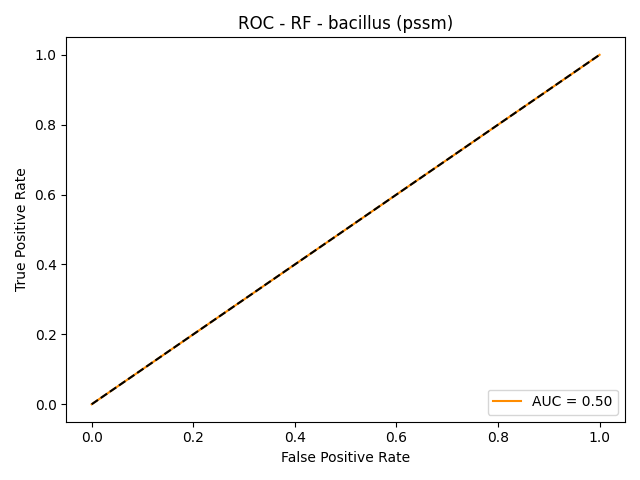 ROC - RF - bacillus (pssm)
True Positive Rate
1.0
0.8
0.6
0.4
0.2
0.0
AUC = 0.50
0.0 0.2 0.4 0.6 0.8 1.0
False Positive Rate